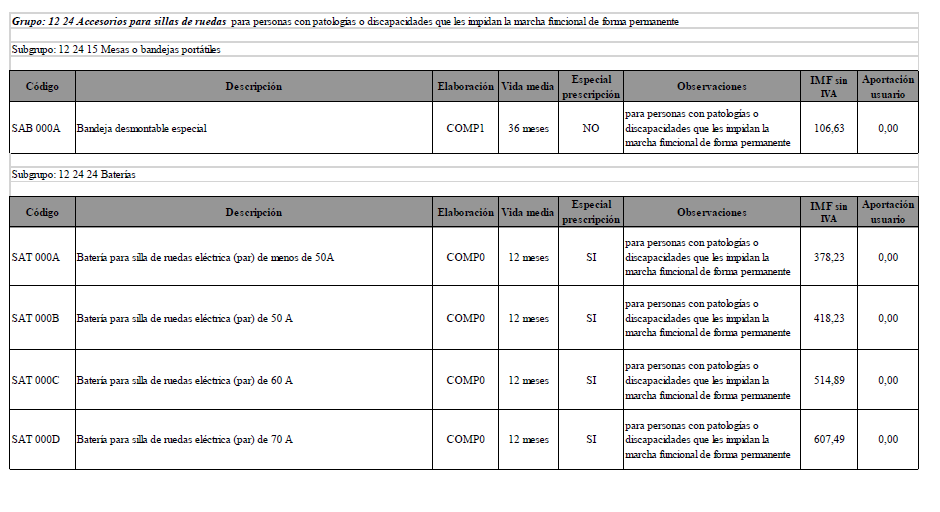 Grupo: 12 24 Accesorios para sillas de ruedas para personas con patologías o discapacidades que les impidan la marcha funcional de forma permanente
Subgrupo: 12 24 15 Mesas o bandejas portátiles
Código Descripción Elaboración Vida media Especial prescripción Observaciones IMF sin IVA Aportación usuario
SAB 000A Bandeja desmontable especial COMP1 36 meses NO para personas con patologías o discapacidades que les impidan la marcha funcional de forma permanente 106,63 0,00
Subgrupo: 12 24 24 Baterías
Código Descripción Elaboración Vida media Especial prescripción Observaciones IMF sin IVA Aportación usuario
SAT 000A Batería para silla de ruedas eléctrica (par) de menos de 50A COMP0 12 meses SI para personas con patologías o discapacidades que les impidan la marcha funcional de forma permanente 378,23 0,00
SAT 000B Batería para silla de ruedas eléctrica (par) de 50 A COMP0 12 meses SI para personas con patologías o discapacidades que les impidan la marcha funcional de forma permanente 418,23 0,00
SAT 000C Batería para silla de ruedas eléctrica (par) de 60 A COMP0 12 meses SI para personas con patologías o discapacidades que les impidan la marcha funcional de forma permanente 514,89 0,00
SAT 000D Batería para silla de ruedas eléctrica (par) de 70 A COMP0 12 meses SI para personas con patologías o discapacidades que les impidan la marcha funcional de forma permanente 607,49 0,00